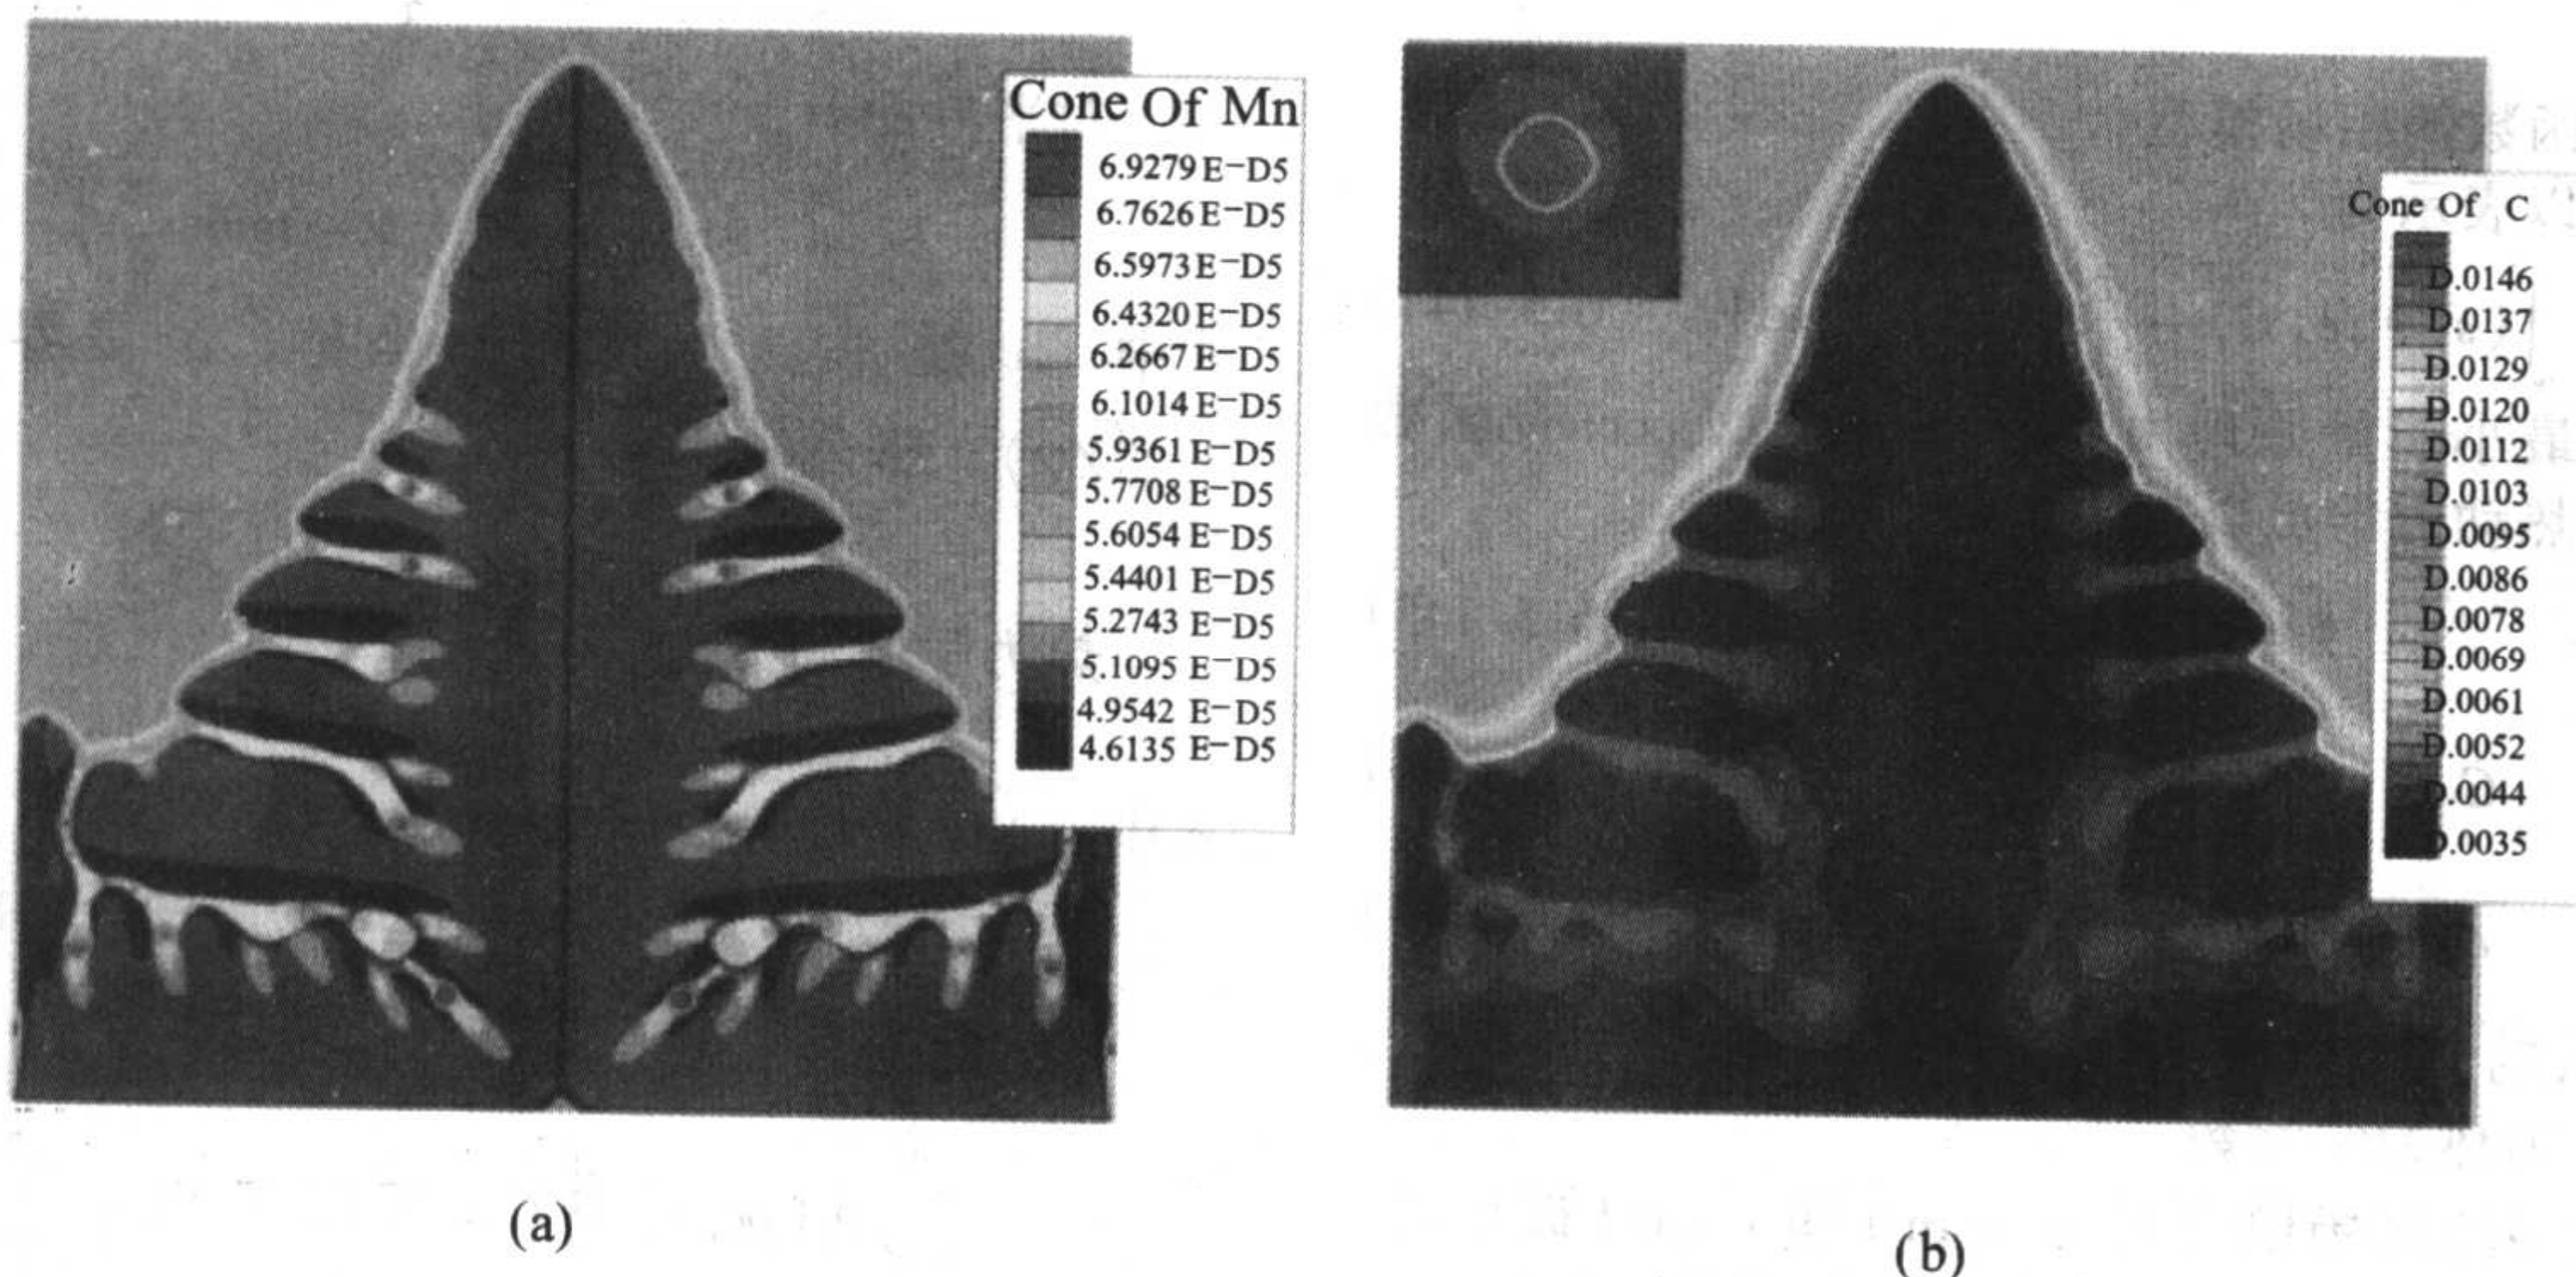 Cone Of Mn
6.9279 E-D5
6.7626 E-D5
6.5973 E-D5
6.4320 E-D5
6.2667 E-D5
6.1014 E-D5
5.9361 E-D5
5.7708 E-D5
5.6054 E-D5
5.4401 E-D5
5.2743 E-D5
5.1095 E-D5
4.9542 E-D5
4.6135 E-D5
(a)
Cone Of C
D.0146
D.0137
D.0129
D.0120
D.0112
D.0103
D.0095
D.0086
D.0078
D.0069
D.0061
D.0052
D.0044
D.0035
(b)